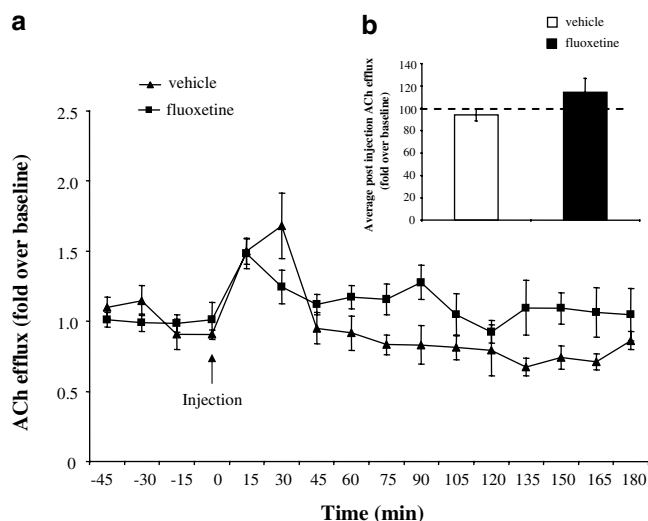 a
vehicle
fluoxetine
ACh efflux (fold over baseline)
2.5
2.0
1.5
1.0
0.5
0
Injection
-45 -30 -15 0 15 30 45 60 75 90 105 120 135 150 165 180
Time (min)
b
vehicle
fluoxetine
Average post injection ACh efflux
(fold over baseline)
140
120
100
80
60
40
20
0